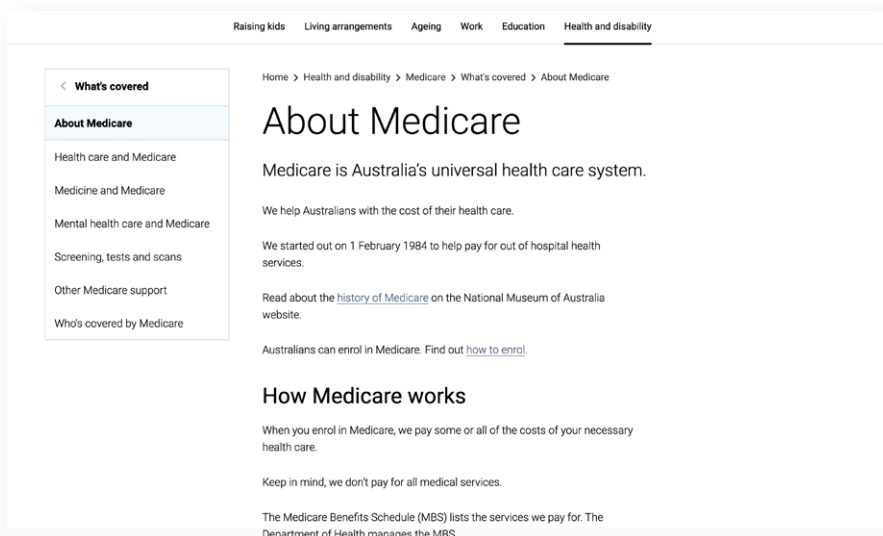 Raising kids Living arrangements Ageing Work Education Health and disability
What's covered
About Medicare
Health care and Medicare
Medicine and Medicare
Mental health care and Medicare
Screening, tests and scans
Other Medicare support
Who's covered by Medicare
Home > Health and disability > Medicare > What's covered > About Medicare
About Medicare
Medicare is Australia's universal health care system.
We help Australians with the cost of their health care.
We started out on 1 February 1984 to help pay for out of hospital health
services.
Read about the history of Medicare on the National Museum of Australia
website.
Australians can enrol in Medicare. Find out how to enrol.
How Medicare works
When you enrol in Medicare, we pay some or all of the costs of your necessary
health care.
Keep in mind, we don't pay for all medical services.
The Medicare Benefits Schedule (MBS) lists the services we pay for. The
Department of Health manages the MBS.